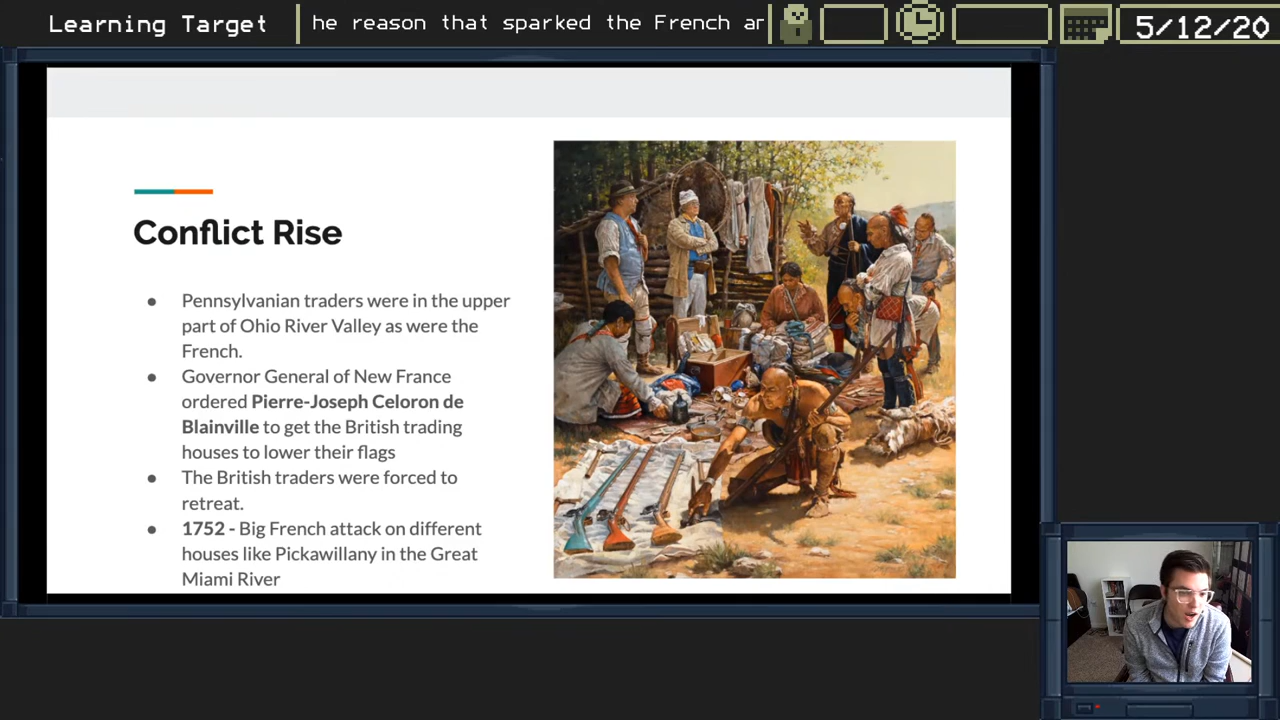 Learning Target
he reason that sparked the French ar
5/12/20
Conflict Rise
● Pennsylvanian traders were in the upper
part of Ohio River Valley as were the
French.
● Governor General of New France
ordered Pierre-Joseph Celoron de
Blainville to get the British trading
houses to lower their flags
● The British traders were forced to
retreat.
● 1752 - Big French attack on different
houses like Pickawillany in the Great
Miami River